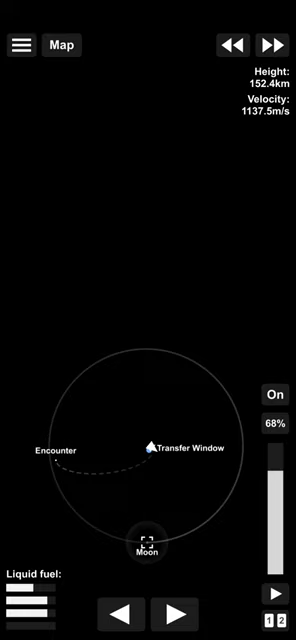 Map
Height:
152.4km
Velocity:
1137.5m/s
On
68%
Encounter
Transfer Window
Moon
Liquid fuel:
1 2